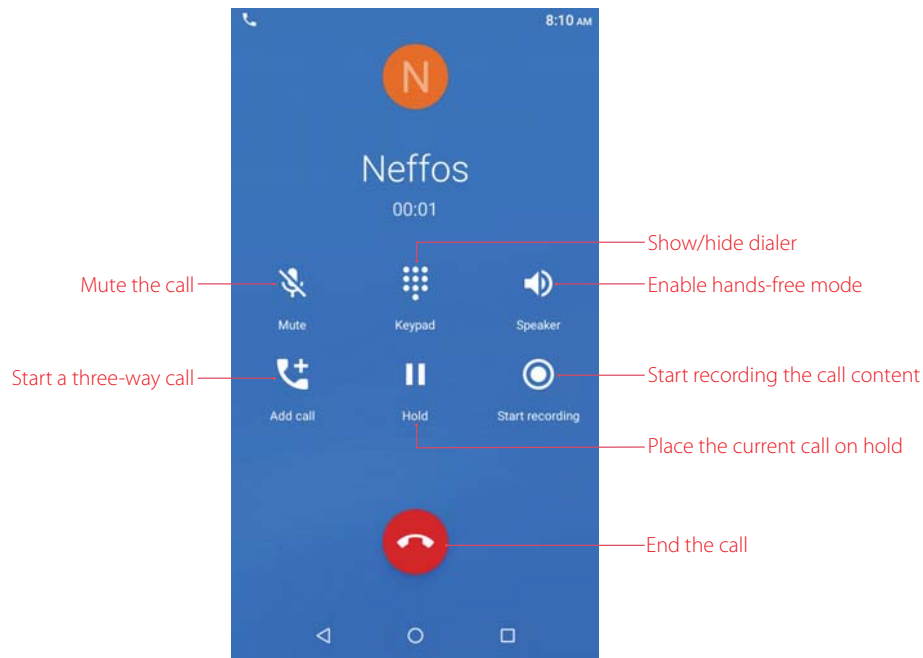 8:10 AM
N
Neffos
00:01
Show/hide dialer
Mute the call
Enable hands-free mode
Mute
Keypad
Speaker
Start a three-way call
Start recording the call content
Add call
Hold
Start recording
Place the current call on hold
End the call